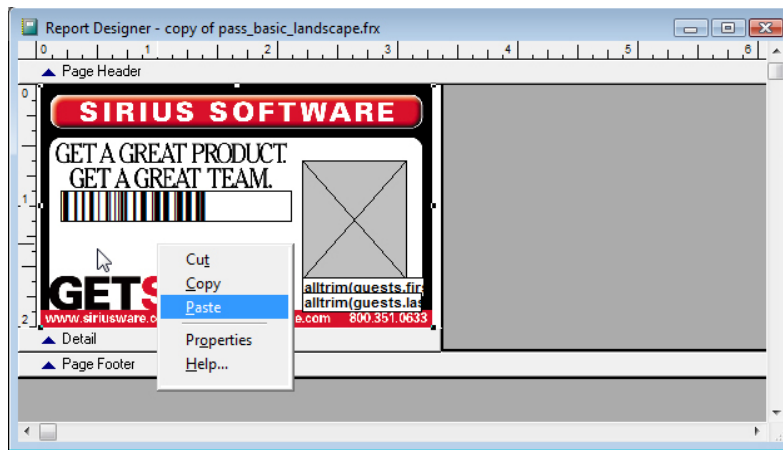 Report Designer - copy of pass_basic_landscape.frx
0 1 2 3 4 5 6
Page Header
0
SIRIUS SOFTWARE
GET A GREAT PRODUCT.
GET A GREAT TEAM.
1
Cut
Copy
GETS
alltrim(guests.fir
Paste
alltrim(guests.las
2
www.siriusware.c
e.com 800.351.0633
Detail
Properties
Page Footer
Help...